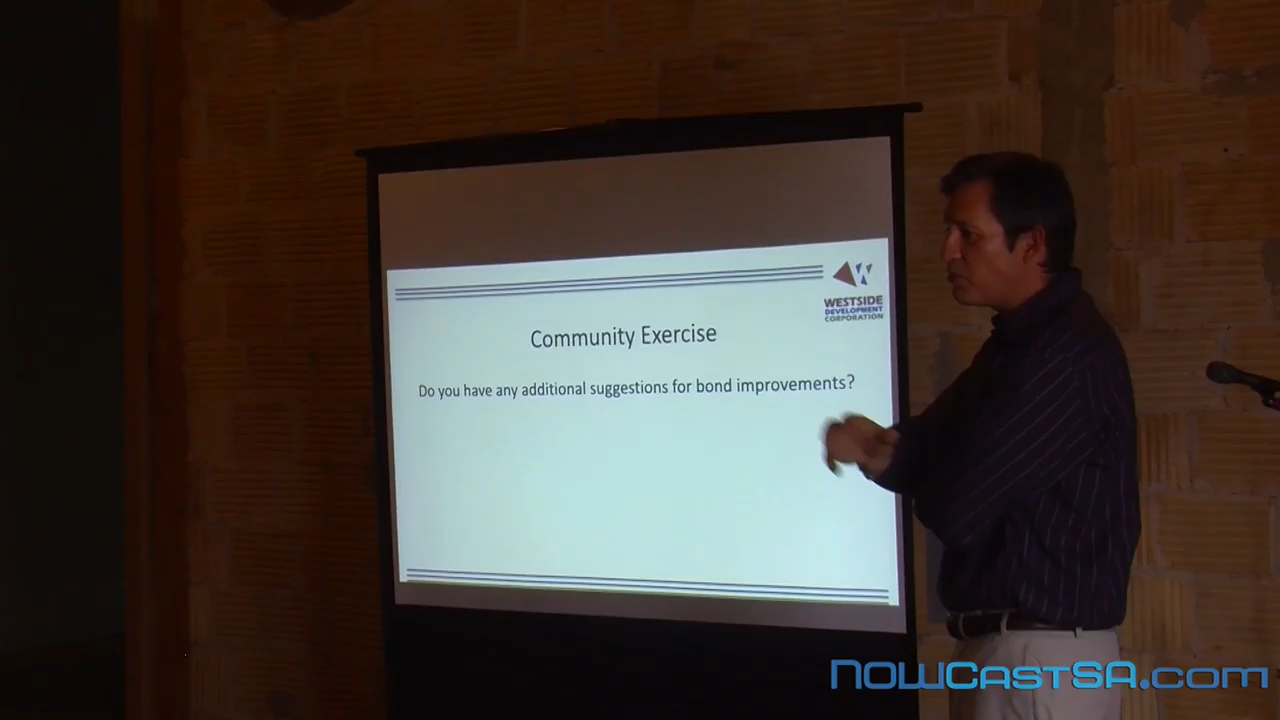 WESTSIDE
DEVELOPMENT
CORPORATION
Community Exercise
Do you have any additional suggestions for bond improvements?
NOWCASTSA.com